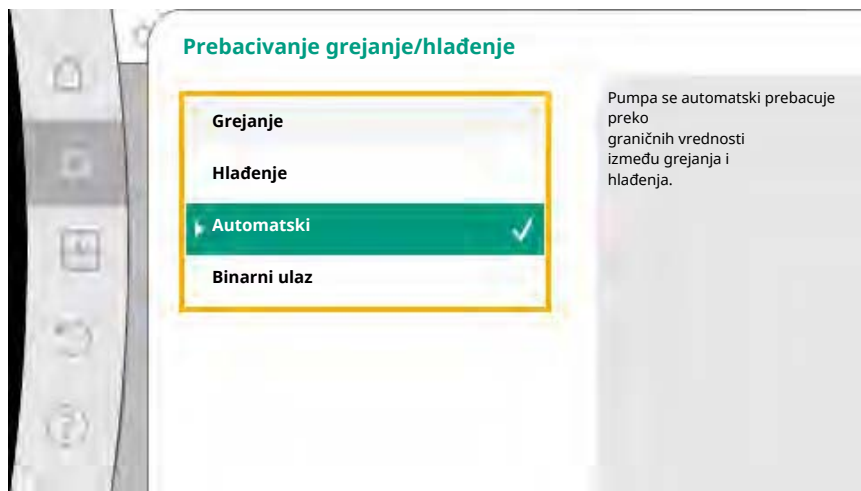 Prebacivanje grejanje/hlađenje
Grejanje
Hlađenje
Automatski
Binarni ulaz
Pumpa se automatski prebacuje
preko
graničnih vrednosti
između grejanja i
hlađenja.